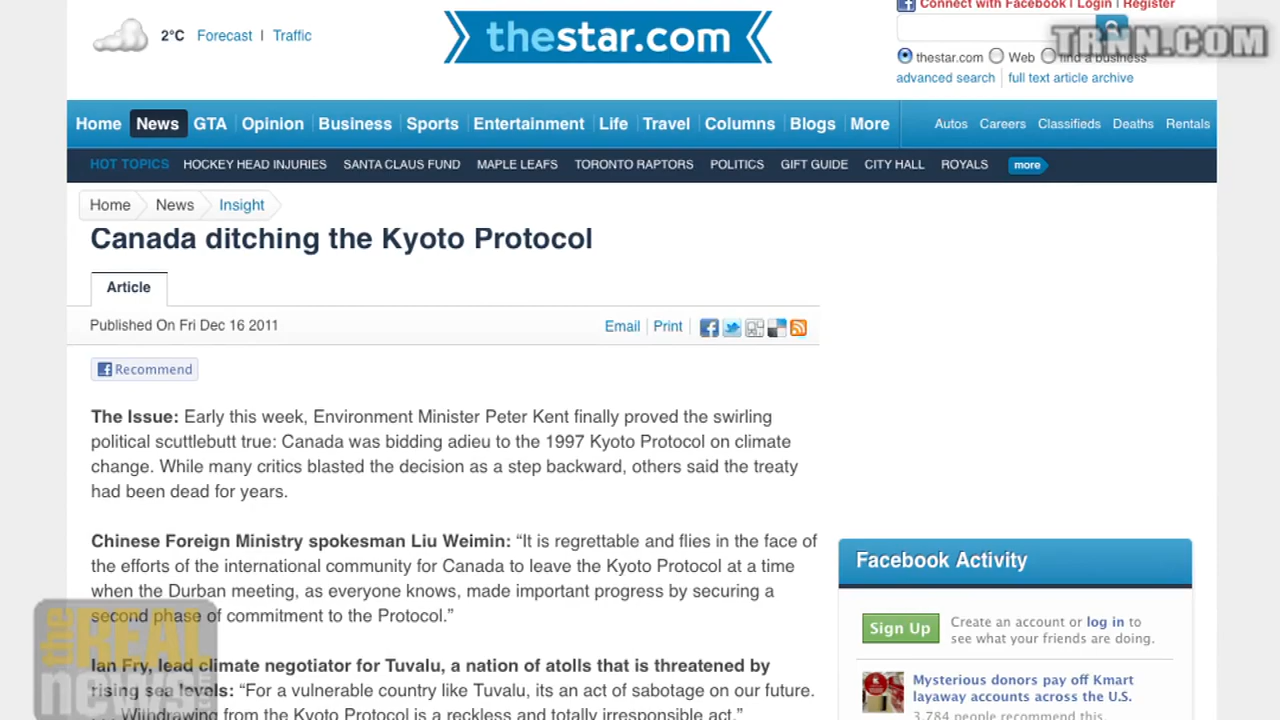 Connect with Facebook | Login | Register
2°C Forecast | Traffic
thestar.com
TRNN.COM
thestar.com Web find a business
advanced search | full text article archive
Home News GTA Opinion Business Sports Entertainment Life Travel Columns Blogs More Autos Careers Classifieds Deaths Rentals
HOT TOPICS HOCKEY HEAD INJURIES SANTA CLAUS FUND MAPLE LEAFS TORONTO RAPTORS POLITICS GIFT GUIDE CITY HALL ROYALS more
Home News Insight
Canada ditching the Kyoto Protocol
Article
Published On Fri Dec 16 2011
Email Print
Recommend
The Issue: Early this week, Environment Minister Peter Kent finally proved the swirling
political scuttlebutt true: Canada was bidding adieu to the 1997 Kyoto Protocol on climate
change. While many critics blasted the decision as a step backward, others said the treaty
had been dead for years.
Chinese Foreign Ministry spokesman Liu Weimin: “It is regrettable and flies in the face of
the efforts of the international community for Canada to leave the Kyoto Protocol at a time
when the Durban meeting, as everyone knows, made important progress by securing a
second phase of commitment to the Protocol.”
Ian Fry, lead climate negotiator for Tuvalu, a nation of atolls that is threatened by
rising sea levels: “For a vulnerable country like Tuvalu, its an act of sabotage on our future.
. . . Withdrawing from the Kyoto Protocol is a reckless and totally irresponsible act.”
the REAL news
Facebook Activity
Sign Up
Create an account or log in to
see what your friends are doing.
Mysterious donors pay off Kmart
layaway accounts across the U.S.
3,784 people recommend this.